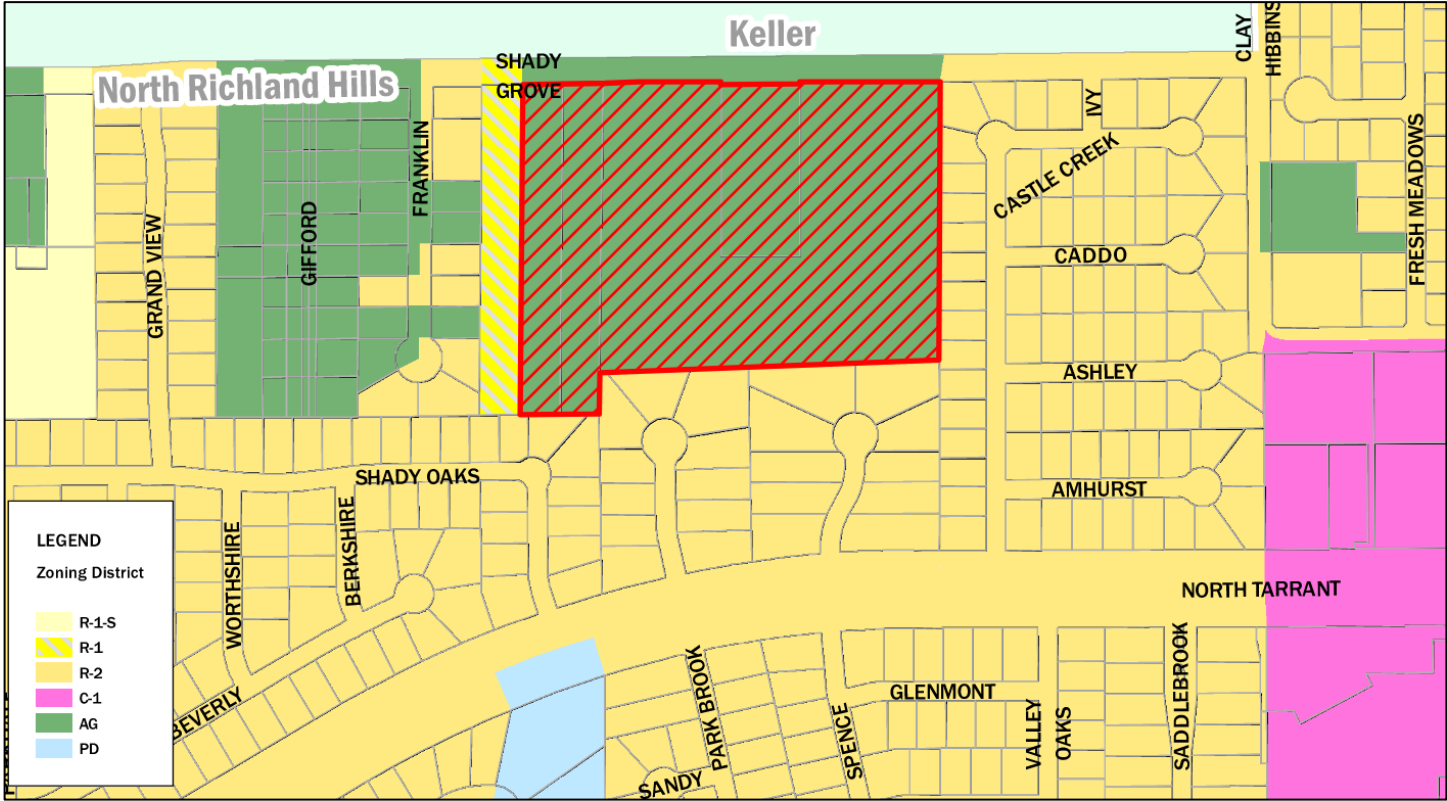 Keller
CLAY
HIBBINS
SHADY
GROVE
North Richland Hills
IVY
FRANKLIN
CASTLE CREEK
FRESH MEADOWS
GRAND VIEW
GIFFORD
CADDO
ASHLEY
SHADY OAKS
AMHURST
WORTHSHIRE
BERKSHIRE
NORTH TARRANT
LEGEND
Zoning District
R-1-S
R-1
R-2
C-1
AG
PD
BEVERLY
PARK BROOK
SPENCE
GLENMONT
VALLEY
OAKS
SADDLEBROOK
SANDY